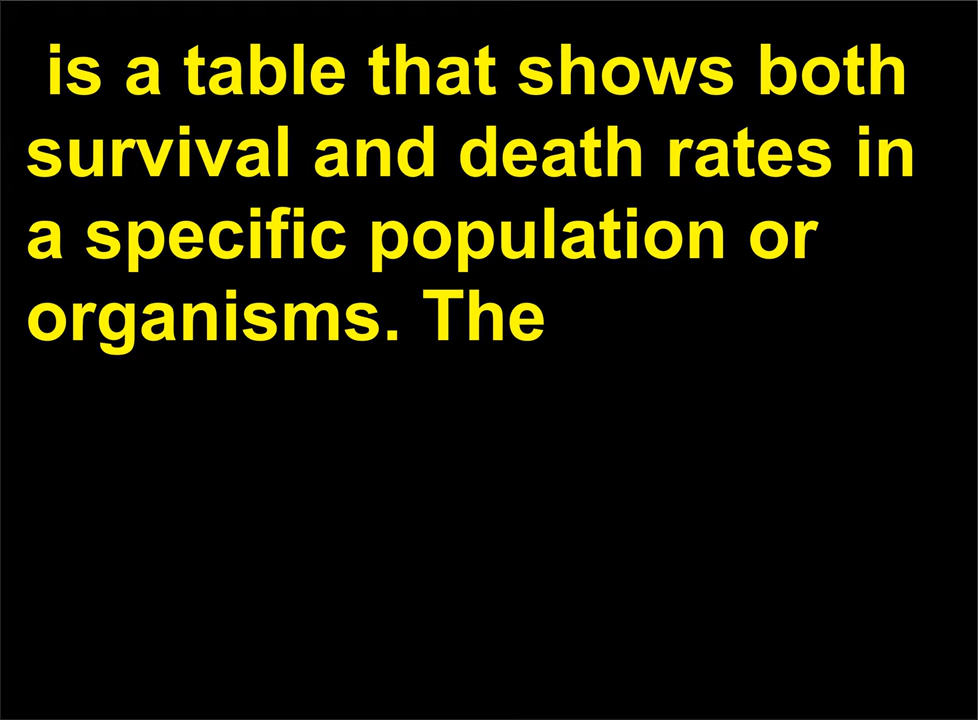 is a table that shows both
survival and death rates in
a specific population or
organisms. The